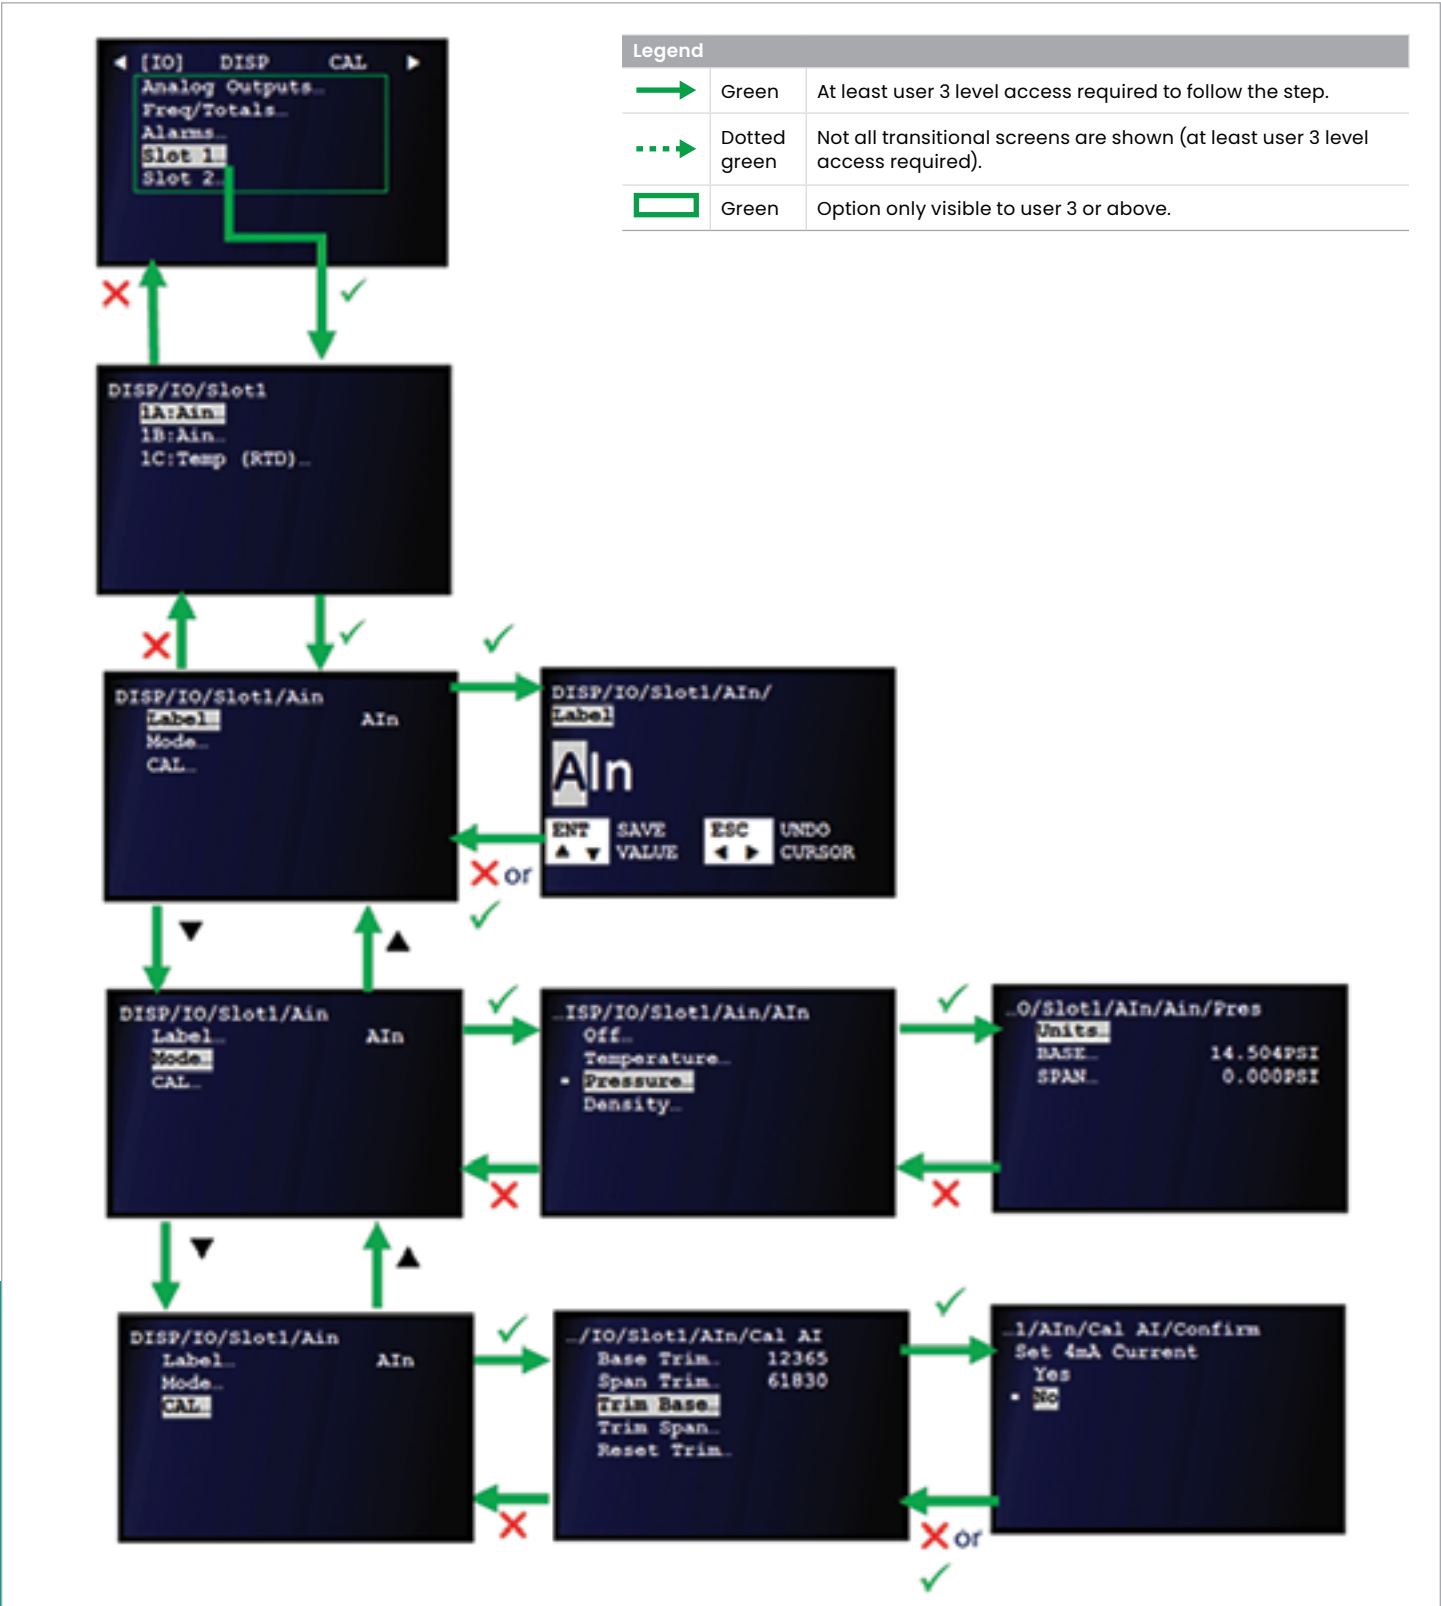 [IO] DISP CAL
Analog Outputs…
Freq/Totals…
Alarms…
Slot 1…
Slot 2…
Legend
Green At least user 3 level access required to follow the step.
Dotted green Not all transitional screens are shown (at least user 3 level
access required).
Green Option only visible to user 3 or above.
DISP/IO/Slot1
1A:Ain…
1B:Ain…
1C:Temp (RTD)…
DISP/IO/Slot1/Ain
Label… AIn
Mode…
CAL…
DISP/IO/Slot1/AIn/
Label
AIn
ENT SAVE ESC UNDO
VALUE CURSOR
or
DISP/IO/Slot1/Ain
Label… AIn
Mode…
CAL…
…ISP/IO/Slot1/Ain/AIn
Off…
Temperature…
Pressure…
Density…
…O/Slot1/AIn/Ain/Pres
Units…
BASE… 14.504PSI
SPAN… 0.000PSI
DISP/IO/Slot1/Ain
Label… AIn
Mode…
CAL…
…/IO/Slot1/AIn/Cal AI
Base Trim… 12365
Span Trim… 61830
Trim Base…
Trim Span…
Reset Trim…
…1/AIn/Cal AI/Confirm
Set 4mA Current
Yes
No
or